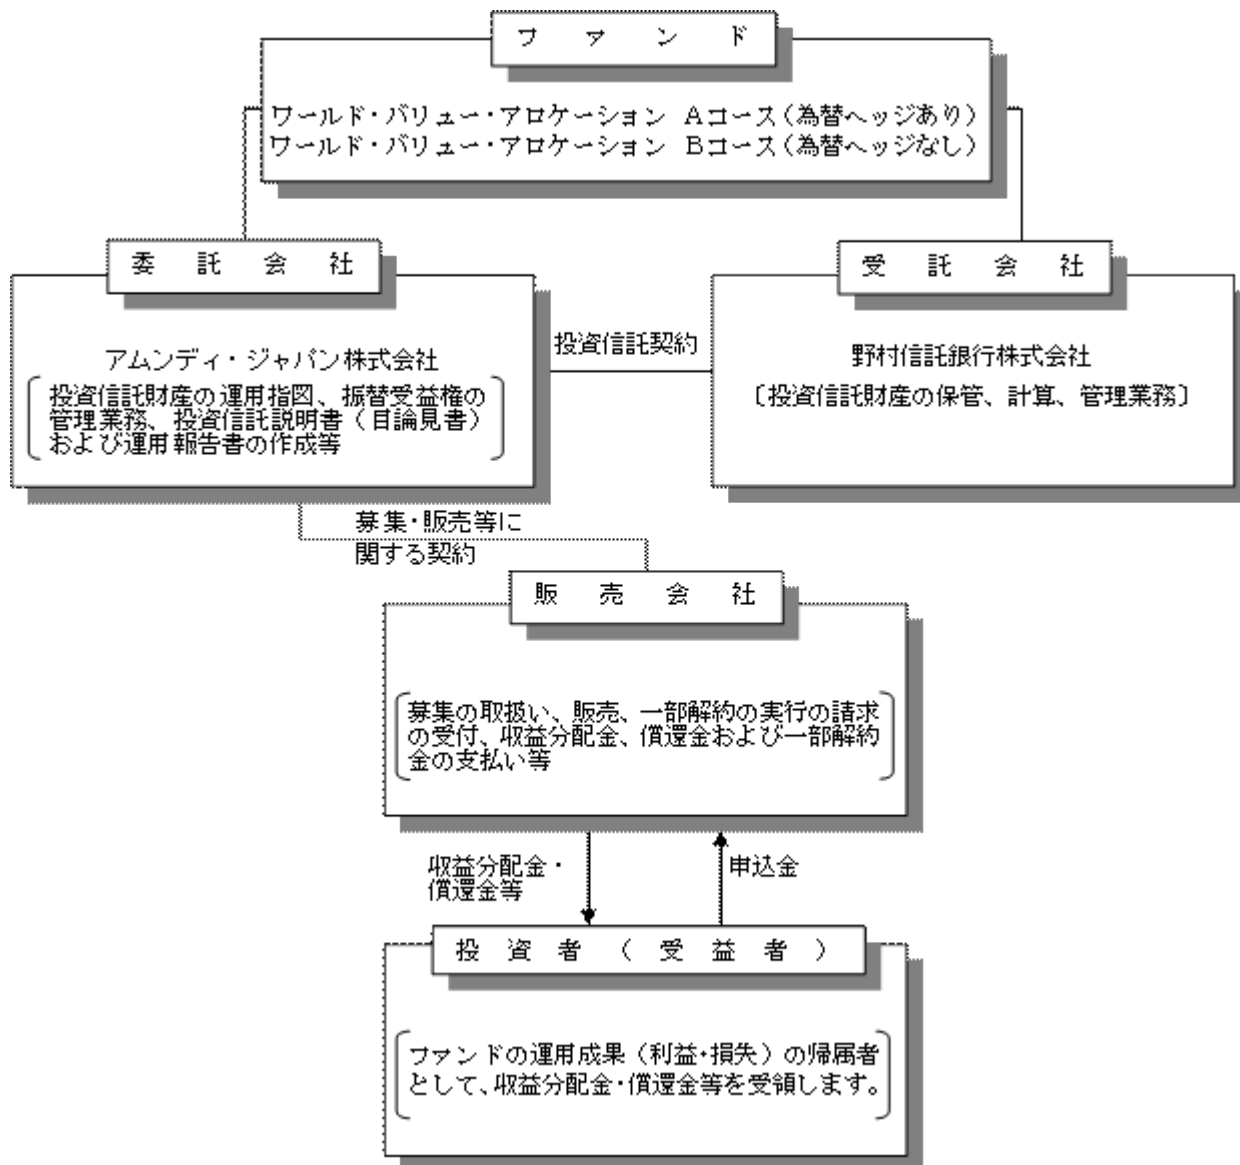 ファンド
ワールド・バリュー・アロケーション Aコース(為替ヘッジあり)
ワールド・バリュー・アロケーション Bコース(為替ヘッジなし)
委託会社
アムンディ・ジャパン株式会社
投資信託財産の運用指図、振替受益権の
管理業務、投資信託説明書(目論見書)
および運用報告書の作成等
投資信託契約
受託会社
野村信託銀行株式会社
〔投資信託財産の保管、計算、管理業務〕
募集・販売等に
関する契約
販売会社
募集の取扱い、販売、一部解約の実行の請求
の受付、収益分配金、償還金および一部解約
金の支払い等
収益分配金・
償還金等
申込金
投資者(受益者)
ファンドの運用成果(利益・損失)の帰属者
として、収益分配金・償還金等を受領します。